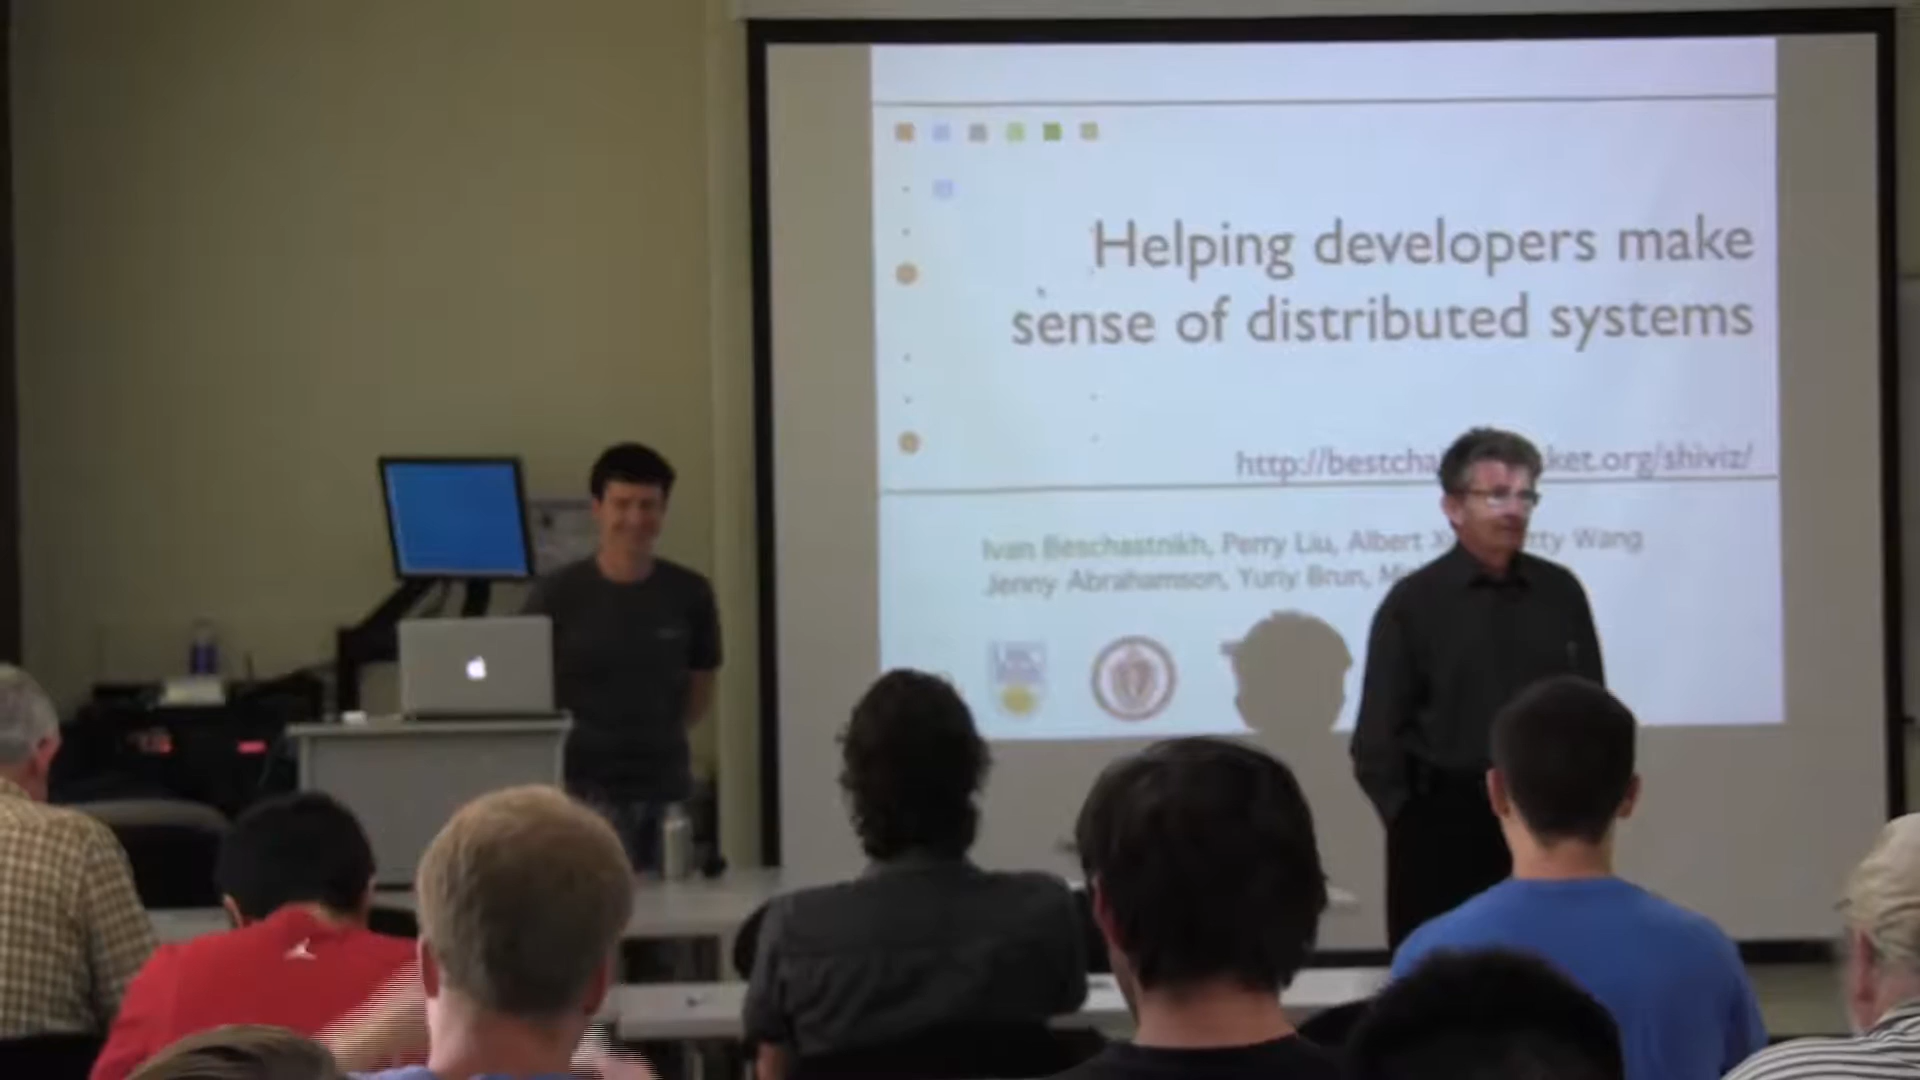 Helping developers make
sense of distributed systems
http://bestcha ket.org/shiviz/
Ivan Beschastnikh, Perry Liu, Albert Wang
Jenny Abrahamson, Yuriy Brun,
UBC